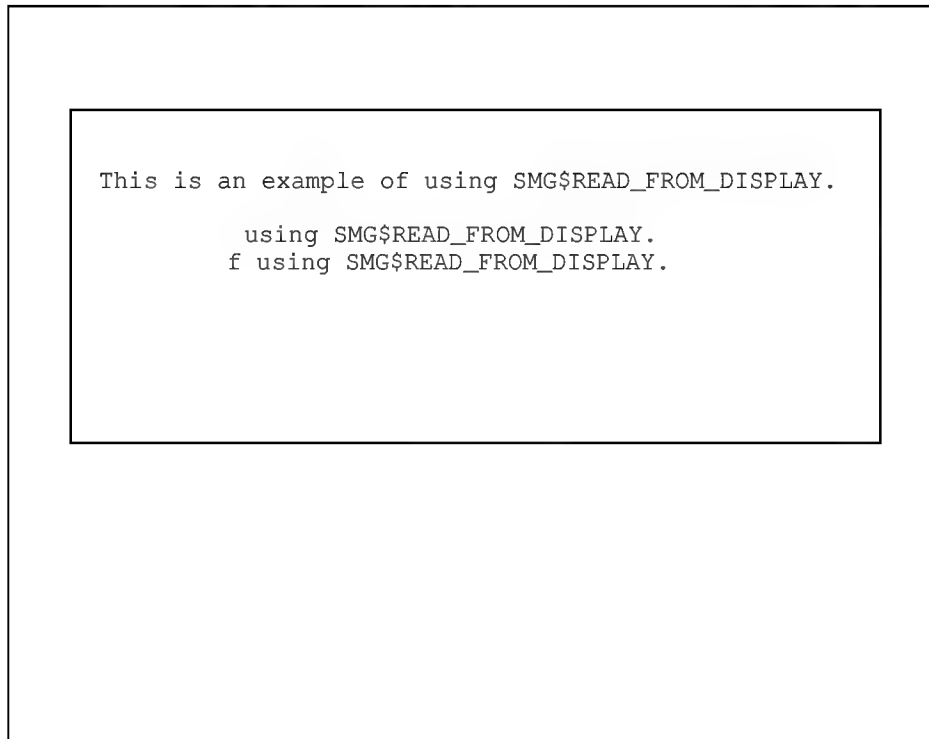 This is an example of using SMG$READ_FROM_DISPLAY.
using SMG$READ_FROM_DISPLAY.
f using SMG$READ_FROM_DISPLAY.